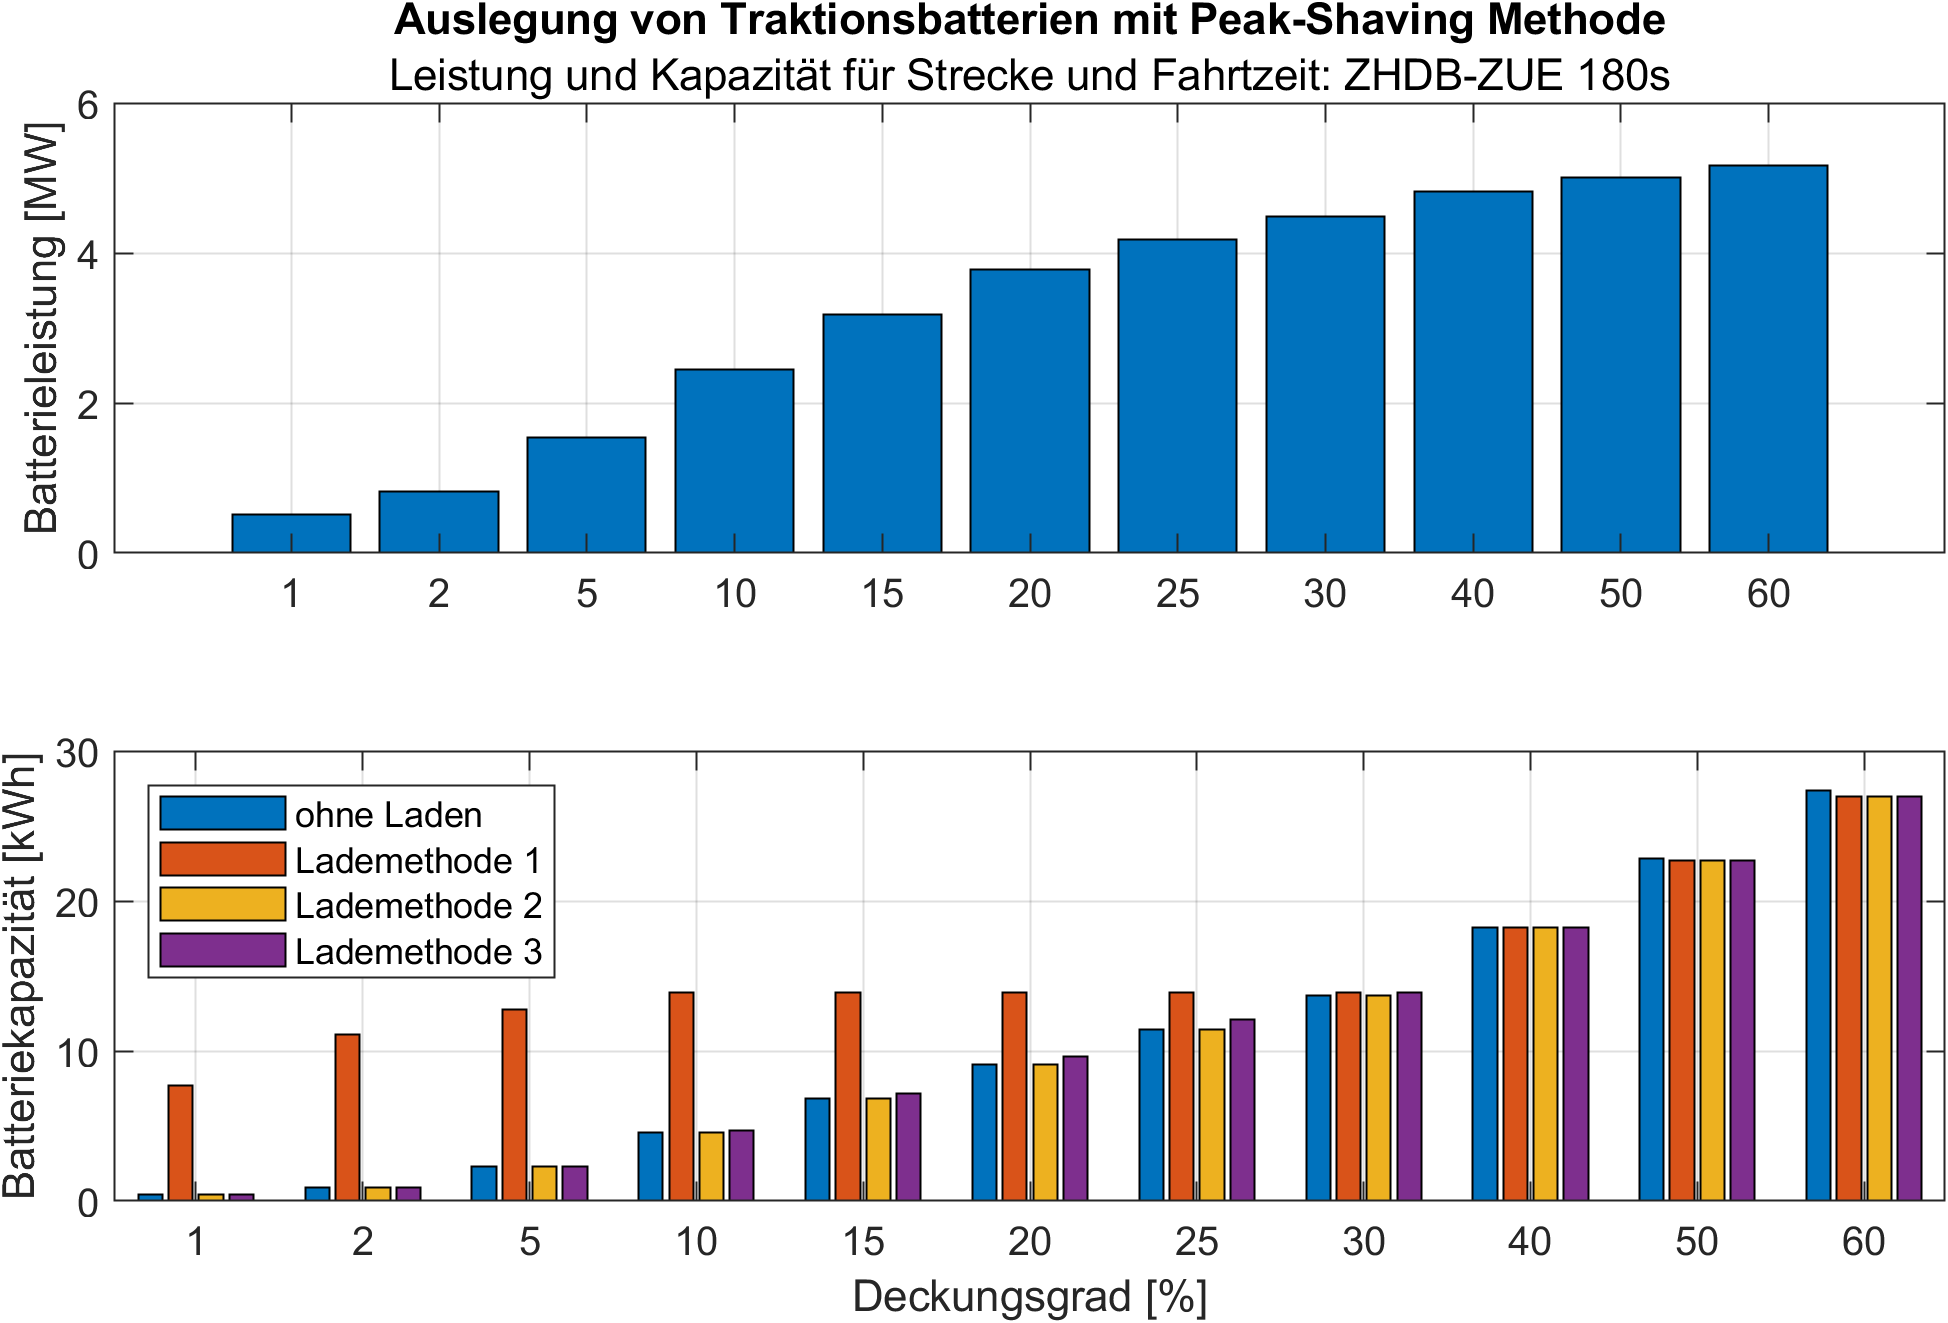 Auslegung von Traktionsbatterien mit Peak-Shaving Methode
Leistung und Kapazität für Strecke und Fahrtzeit: ZHDB-ZUE 180s
Batterieleistung [MW]
6
4
2
0
1 2 5 10 15 20 25 30 40 50 60
Batteriekapazität [kWh]
30
20
10
0
ohne Laden
Lademethode 1
Lademethode 2
Lademethode 3
1 2 5 10 15 20 25 30 40 50 60
Deckungsgrad [%]